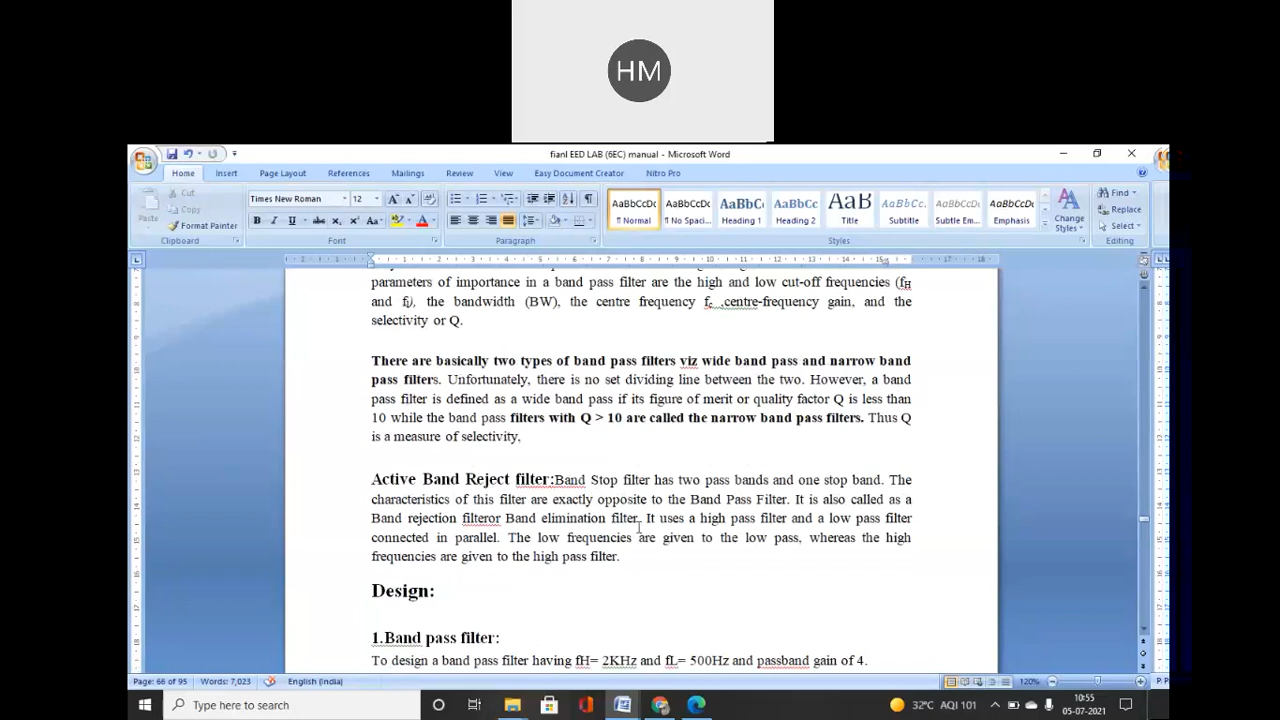 HM
fianl EED LAB (6EC) manual - Microsoft Word
Home Insert Page Layout References Mailings Review View Easy Document Creator Nitro Pro
Cut
Copy
Paste
Format Painter
Times New Roman 12
AaBbCcDc AaBbCcDc AaBbC AaBbCc AaB AaBbCc. AaBbCcDc AaBbCcDc
¶ Normal ¶ No Spaci... Heading 1 Heading 2 Title Subtitle Subtle Em... Emphasis
Change Styles
Find
Replace
Select
Clipboard Font Paragraph Styles Editing
parameters of importance in a band pass filter are the high and low cut-off frequencies (fH
and fL), the bandwidth (BW), the centre frequency fc ,centre-frequency gain, and the
selectivity or Q.
There are basically two types of band pass filters viz wide band pass and narrow band
pass filters. Unfortunately, there is no set dividing line between the two. However, a band
pass filter is defined as a wide band pass if its figure of merit or quality factor Q is less than
10 while the band pass filters with Q > 10 are called the narrow band pass filters. Thus Q
is a measure of selectivity,
Active Band Reject filter:Band Stop filter has two pass bands and one stop band. The
characteristics of this filter are exactly opposite to the Band Pass Filter. It is also called as a
Band rejection filteror Band elimination filter. It uses a high pass filter and a low pass filter
connected in parallel. The low frequencies are given to the low pass, whereas the high
frequencies are given to the high pass filter.
Design:
1.Band pass filter:
To design a band pass filter having fH= 2KHz and fL= 500Hz and passband gain of 4.
Page: 66 of 95 Words: 7,023 English (India) 120%
Type here to search
32°C AQI 101
10:55
05-07-2021